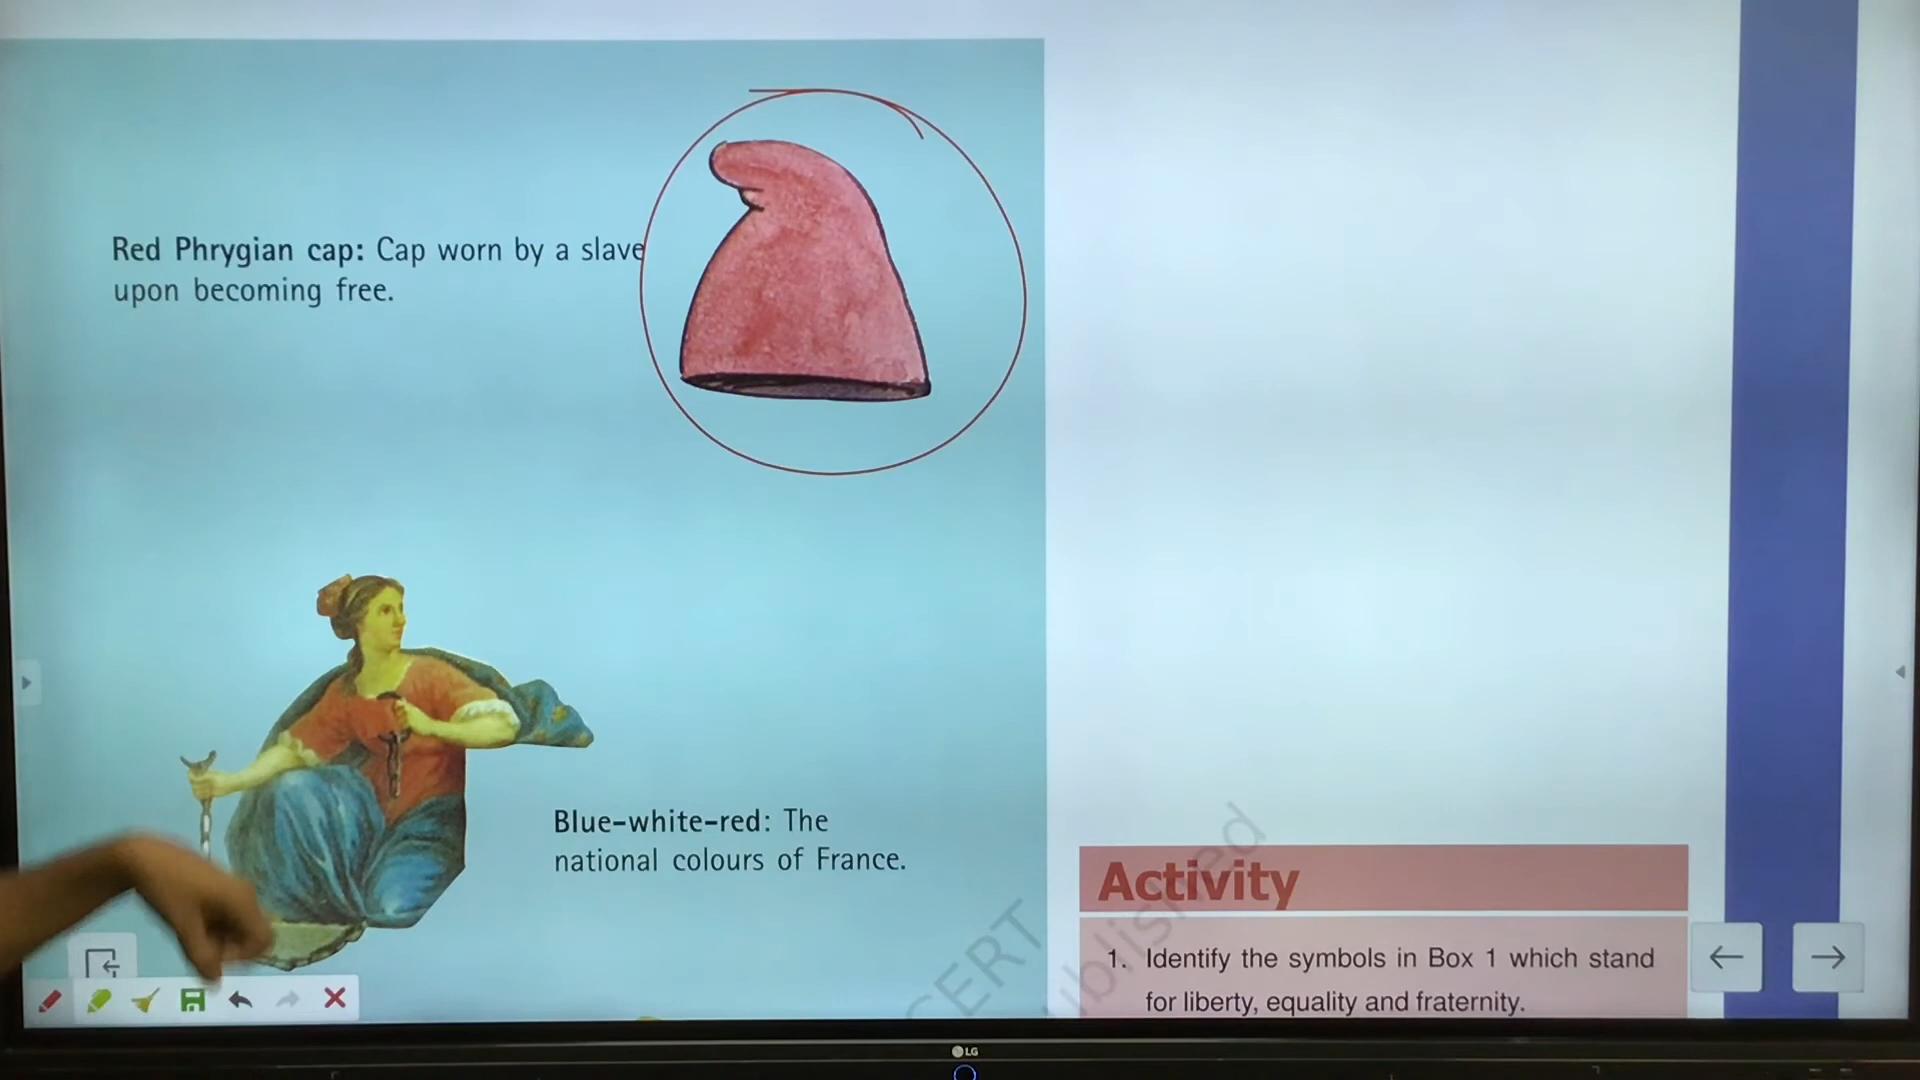 Red Phrygian cap: Cap worn by a slave
upon becoming free.
Blue-white-red: The
national colours of France.
Activity
1. Identify the symbols in Box 1 which stand
for liberty, equality and fraternity.
LG